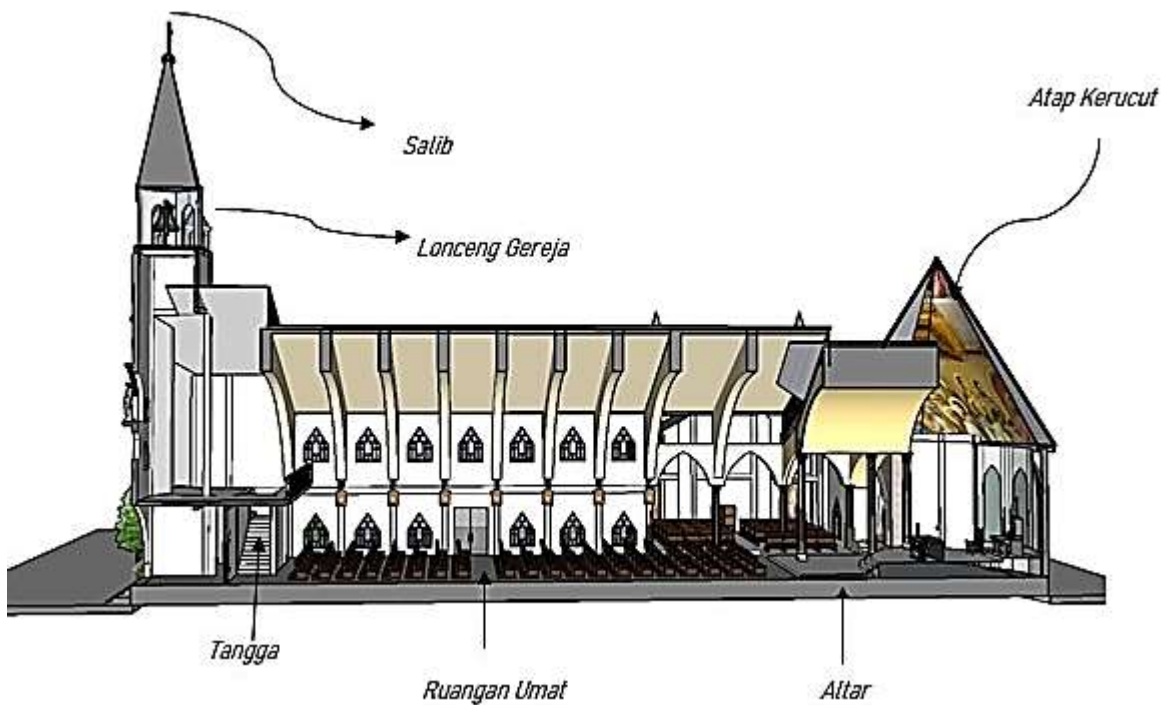 Atap Kerucut
Salib
Lonceng Gereja
Tangga
Ruangan Umat
Altar